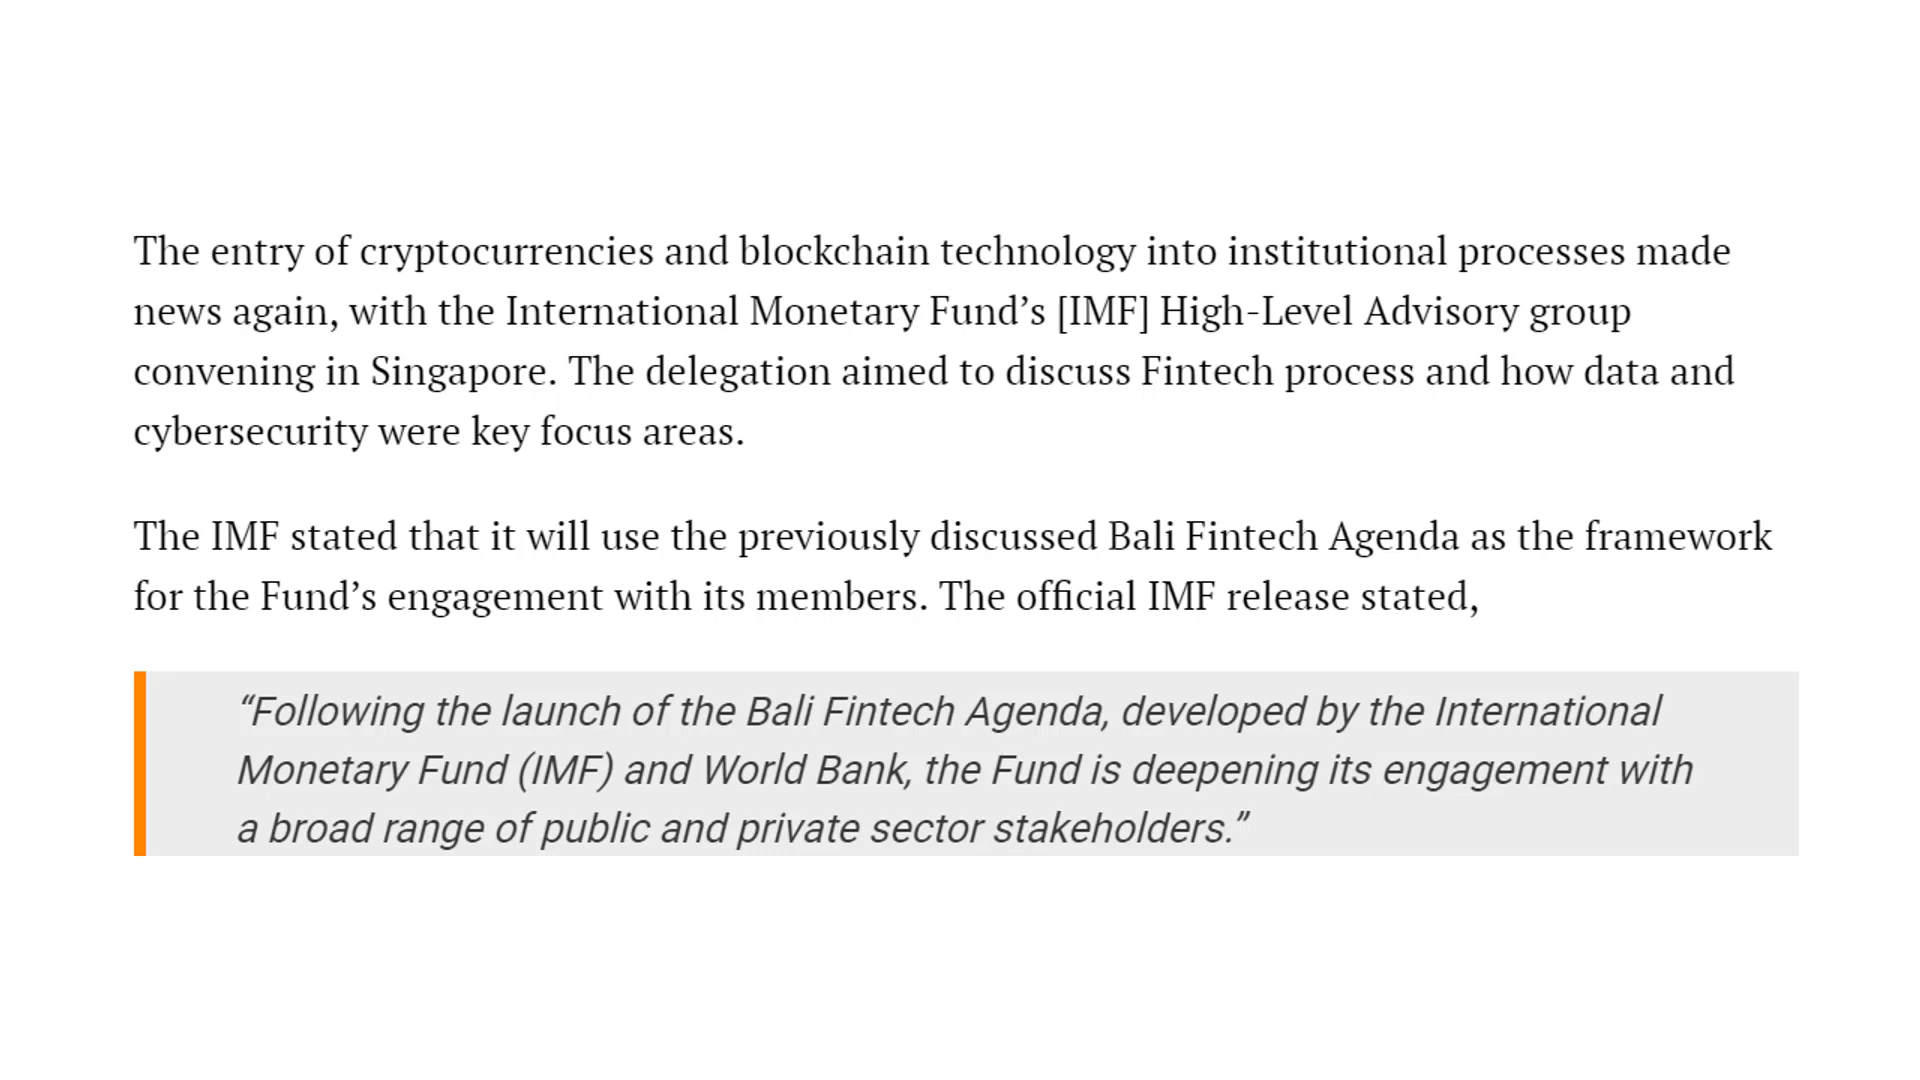 The entry of cryptocurrencies and blockchain technology into institutional processes made
news again, with the International Monetary Fund’s [IMF] High-Level Advisory group
convening in Singapore. The delegation aimed to discuss Fintech process and how data and
cybersecurity were key focus areas.
The IMF stated that it will use the previously discussed Bali Fintech Agenda as the framework
for the Fund’s engagement with its members. The official IMF release stated,
“Following the launch of the Bali Fintech Agenda, developed by the International
Monetary Fund (IMF) and World Bank, the Fund is deepening its engagement with
a broad range of public and private sector stakeholders.”